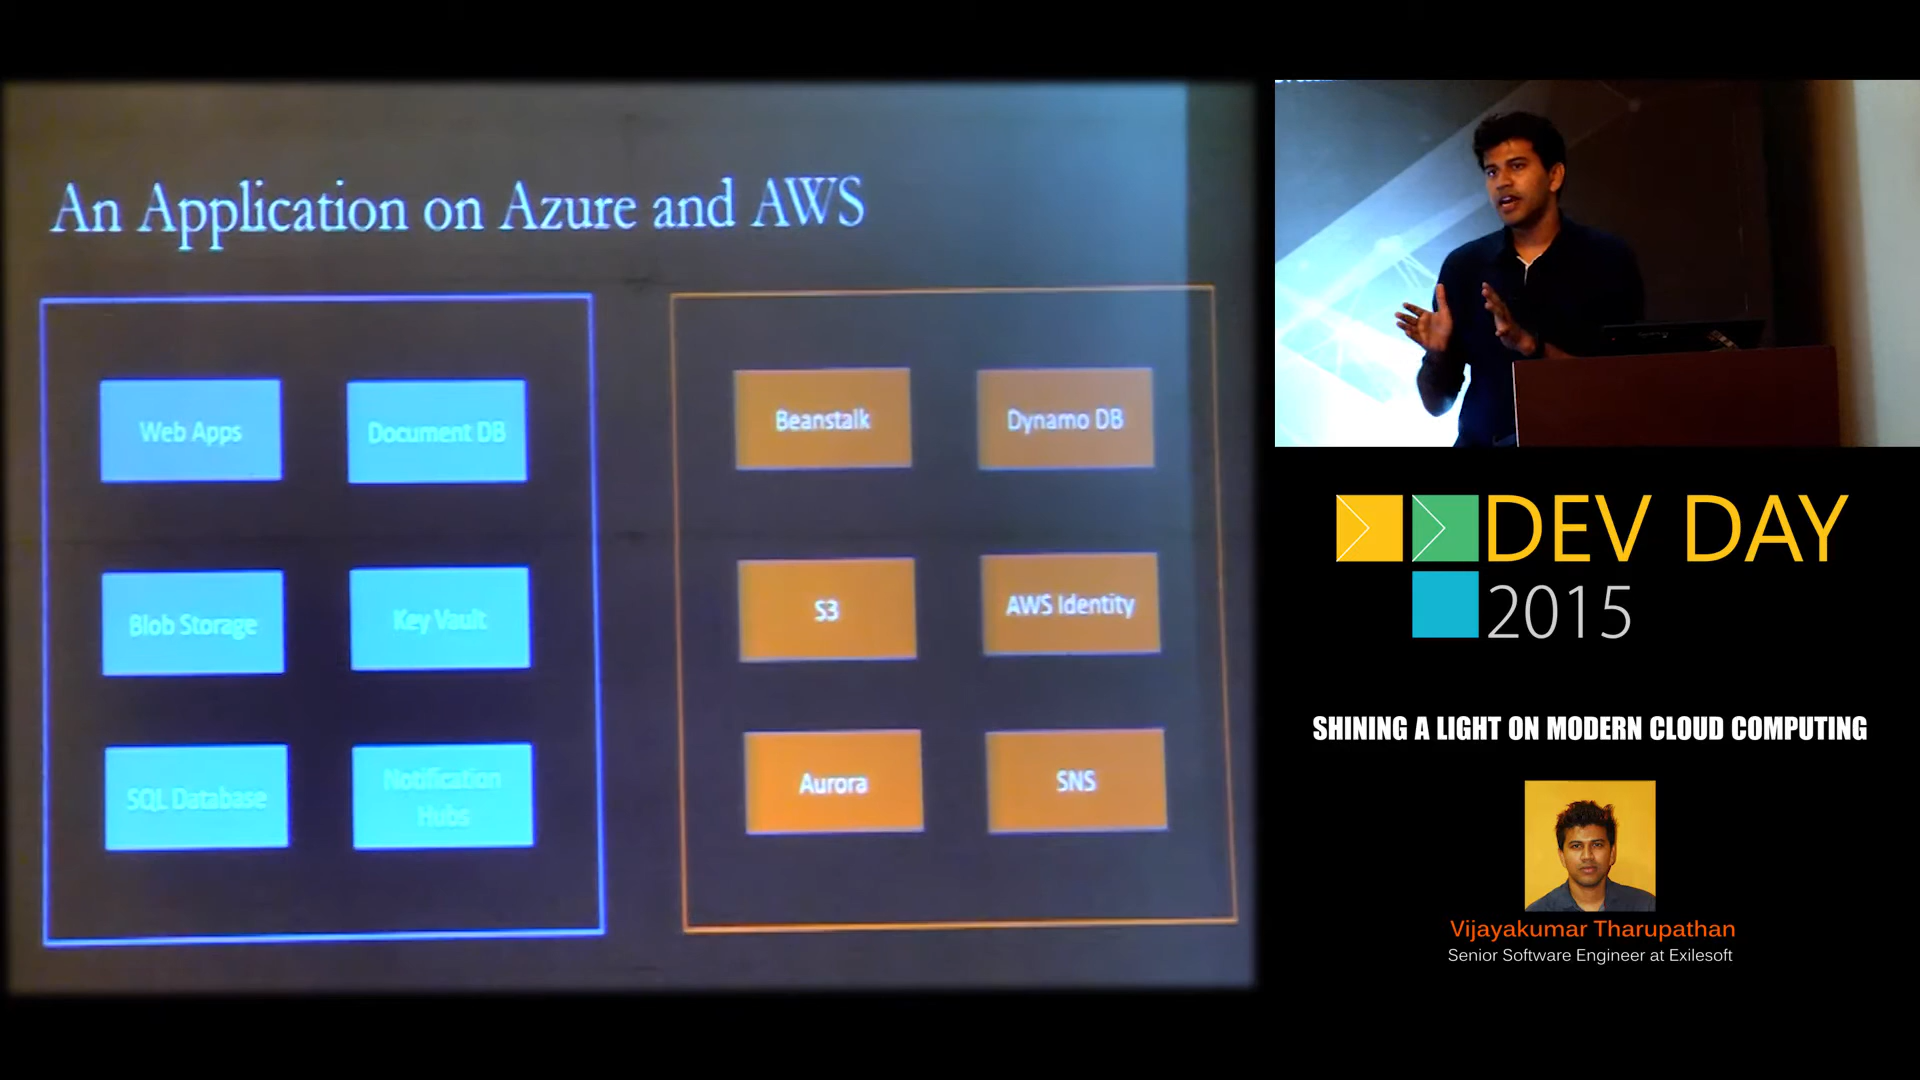 An Application on Azure and AWS
Web Apps
Document DB
Blob Storage
Key Vault
SQL Database
Notification
Hubs
Beanstalk
Dynamo DB
S3
AWS Identity
Aurora
SNS
DEV DAY
2015
SHINING A LIGHT ON MODERN CLOUD COMPUTING
Vijayakumar Tharupathan
Senior Software Engineer at Exilesoft